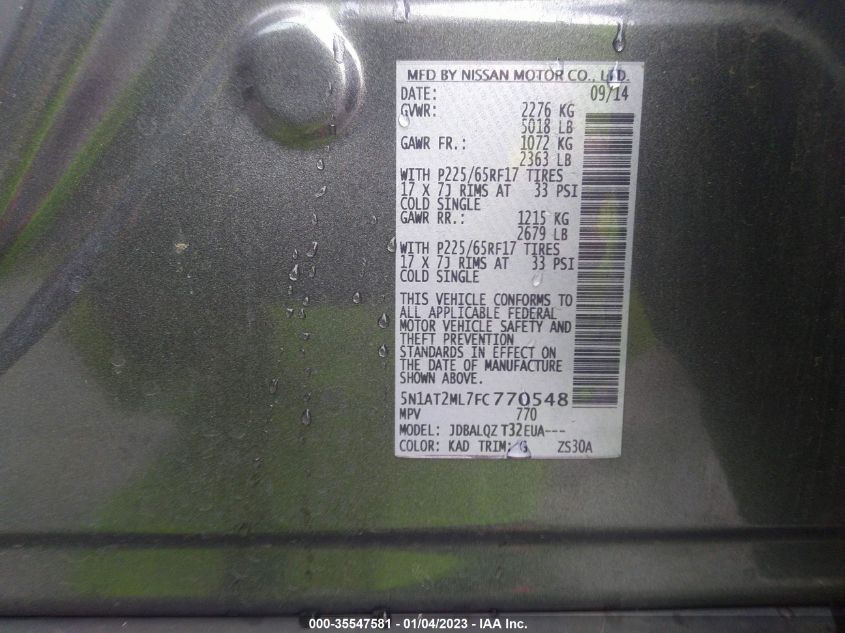 MFD BY NISSAN MOTOR CO., LTD.
DATE: 09/14
GVWR: 2276 KG
5018 LB
GAWR FR.: 1072 KG
2363 LB
WITH P225/65RF17 TIRES
17 X 7J RIMS AT 33 PSI
COLD SINGLE
GAWR RR.: 1215 KG
2679 LB
WITH P225/65RF17 TIRES
17 X 7J RIMS AT 33 PSI
COLD SINGLE
THIS VEHICLE CONFORMS TO
ALL APPLICABLE FEDERAL
MOTOR VEHICLE SAFETY AND
THEFT PREVENTION
STANDARDS IN EFFECT ON
THE DATE OF MANUFACTURE
SHOWN ABOVE.
5N1AT2ML7FC770548
MPV 770
MODEL: JDBALQZ T32EUA---
COLOR: KAD TRIM: G ZS30A
000-35547581 - 01/04/2023 - IAA Inc.